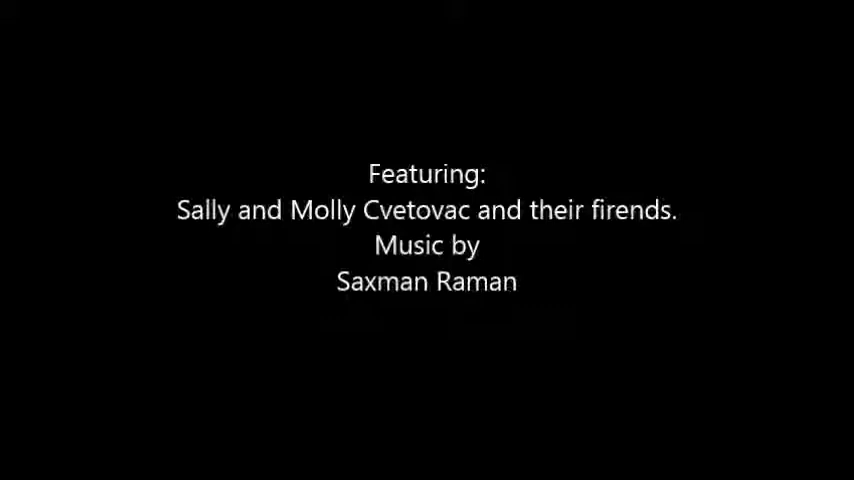 Featuring:
Sally and Molly Cvetovac and their firends.
Music by
Saxman Raman